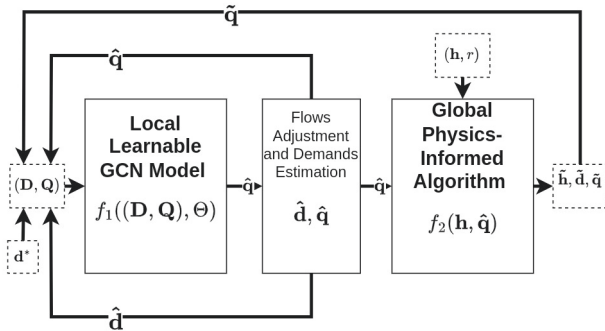 q̃
q̂
(h, r)
Local
Learnable
GCN Model
f₁((D, Q), Θ)
Flows
Adjustment
and Demands
Estimation
d̂, q̂
Global
Physics-
Informed
Algorithm
f₂(h, q̂)
(D, Q)
q̂
q̂
h̃, d̃, q̃
d*
d̂